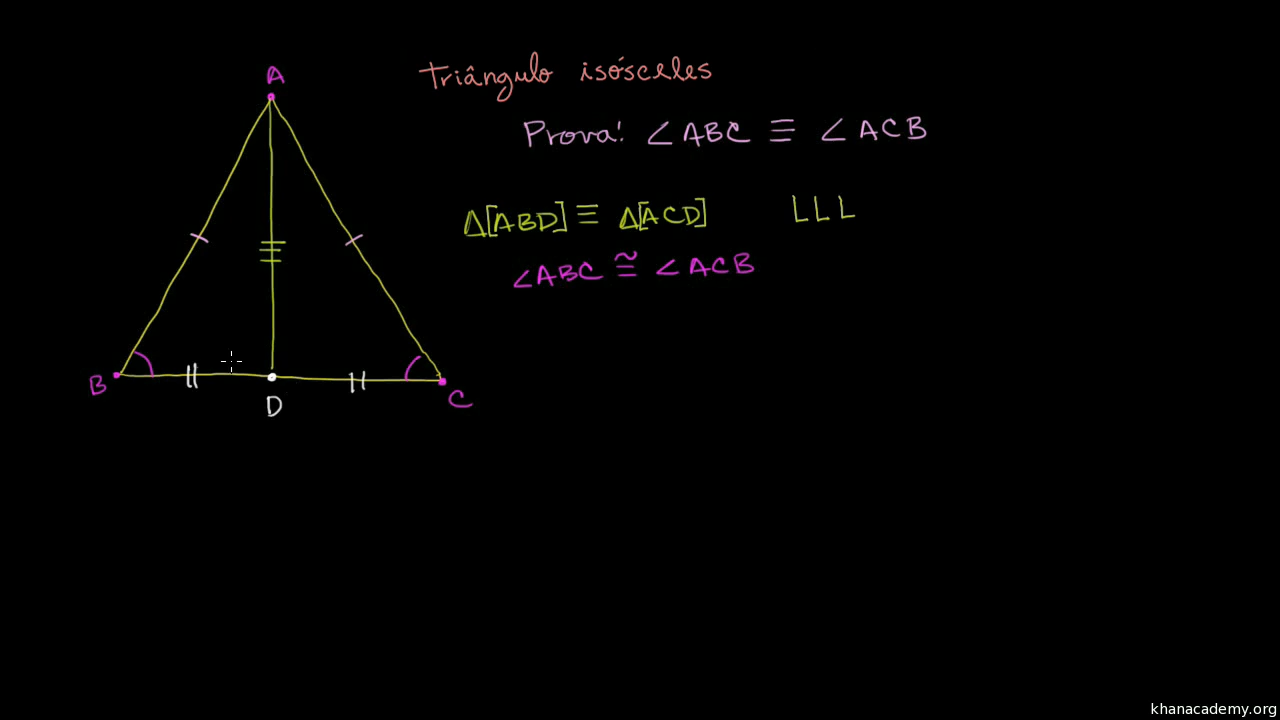 A
Triângulo isósceles
Prova! ∠ABC ≡ ∠ACB
Δ[ABD] ≡ Δ[ACD] LLL
∠ABC ≅ ∠ACB
B
D
C
khanacademy.org